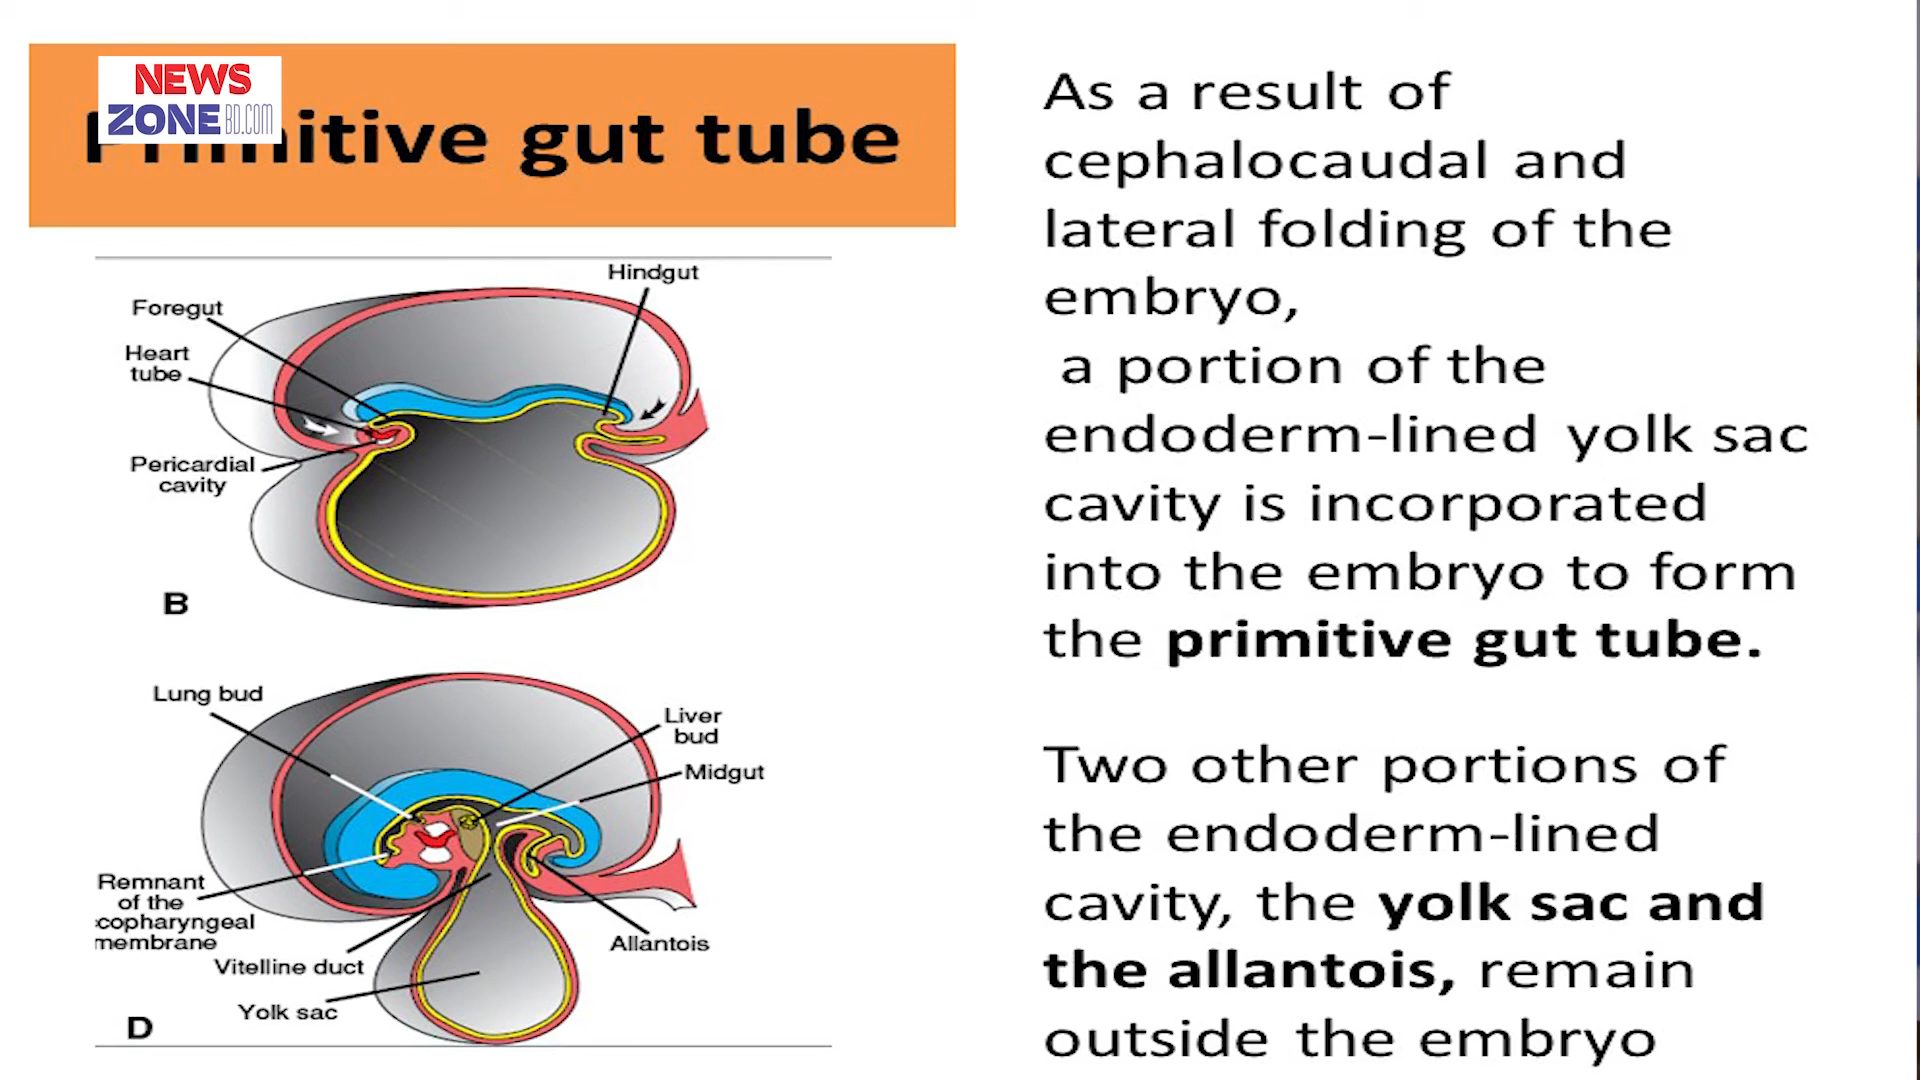 NEWS
ZONE BD.COM
Primitive gut tube
Hindgut
Foregut
Heart
tube
Pericardial
cavity
B
Lung bud
Liver
bud
Midgut
Remnant
of the
copharyngeal
membrane
Vitelline duct
Allantois
Yolk sac
D
As a result of
cephalocaudal and
lateral folding of the
embryo,
a portion of the
endoderm-lined yolk sac
cavity is incorporated
into the embryo to form
the primitive gut tube.
Two other portions of
the endoderm-lined
cavity, the yolk sac and
the allantois, remain
outside the embryo